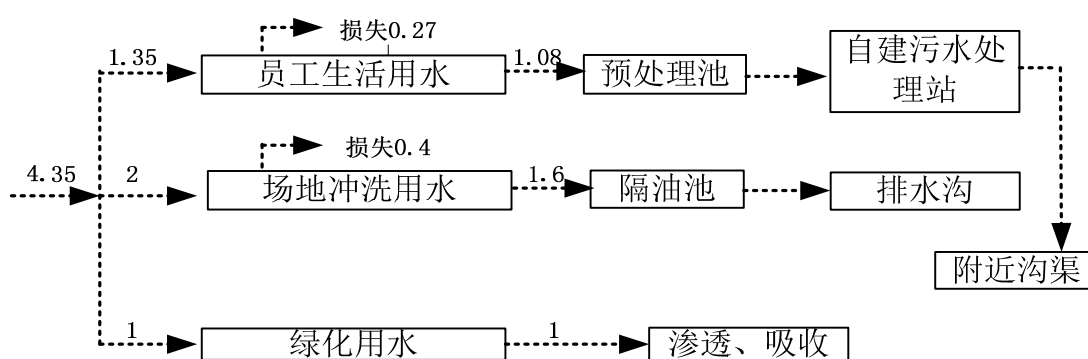 损失0.27
1.35
员工生活用水
1.08
预处理池
自建污水处
理站
损失0.4
4.35
2
场地冲洗用水
1.6
隔油池
排水沟
附近沟渠
1
绿化用水
1
渗透、吸收